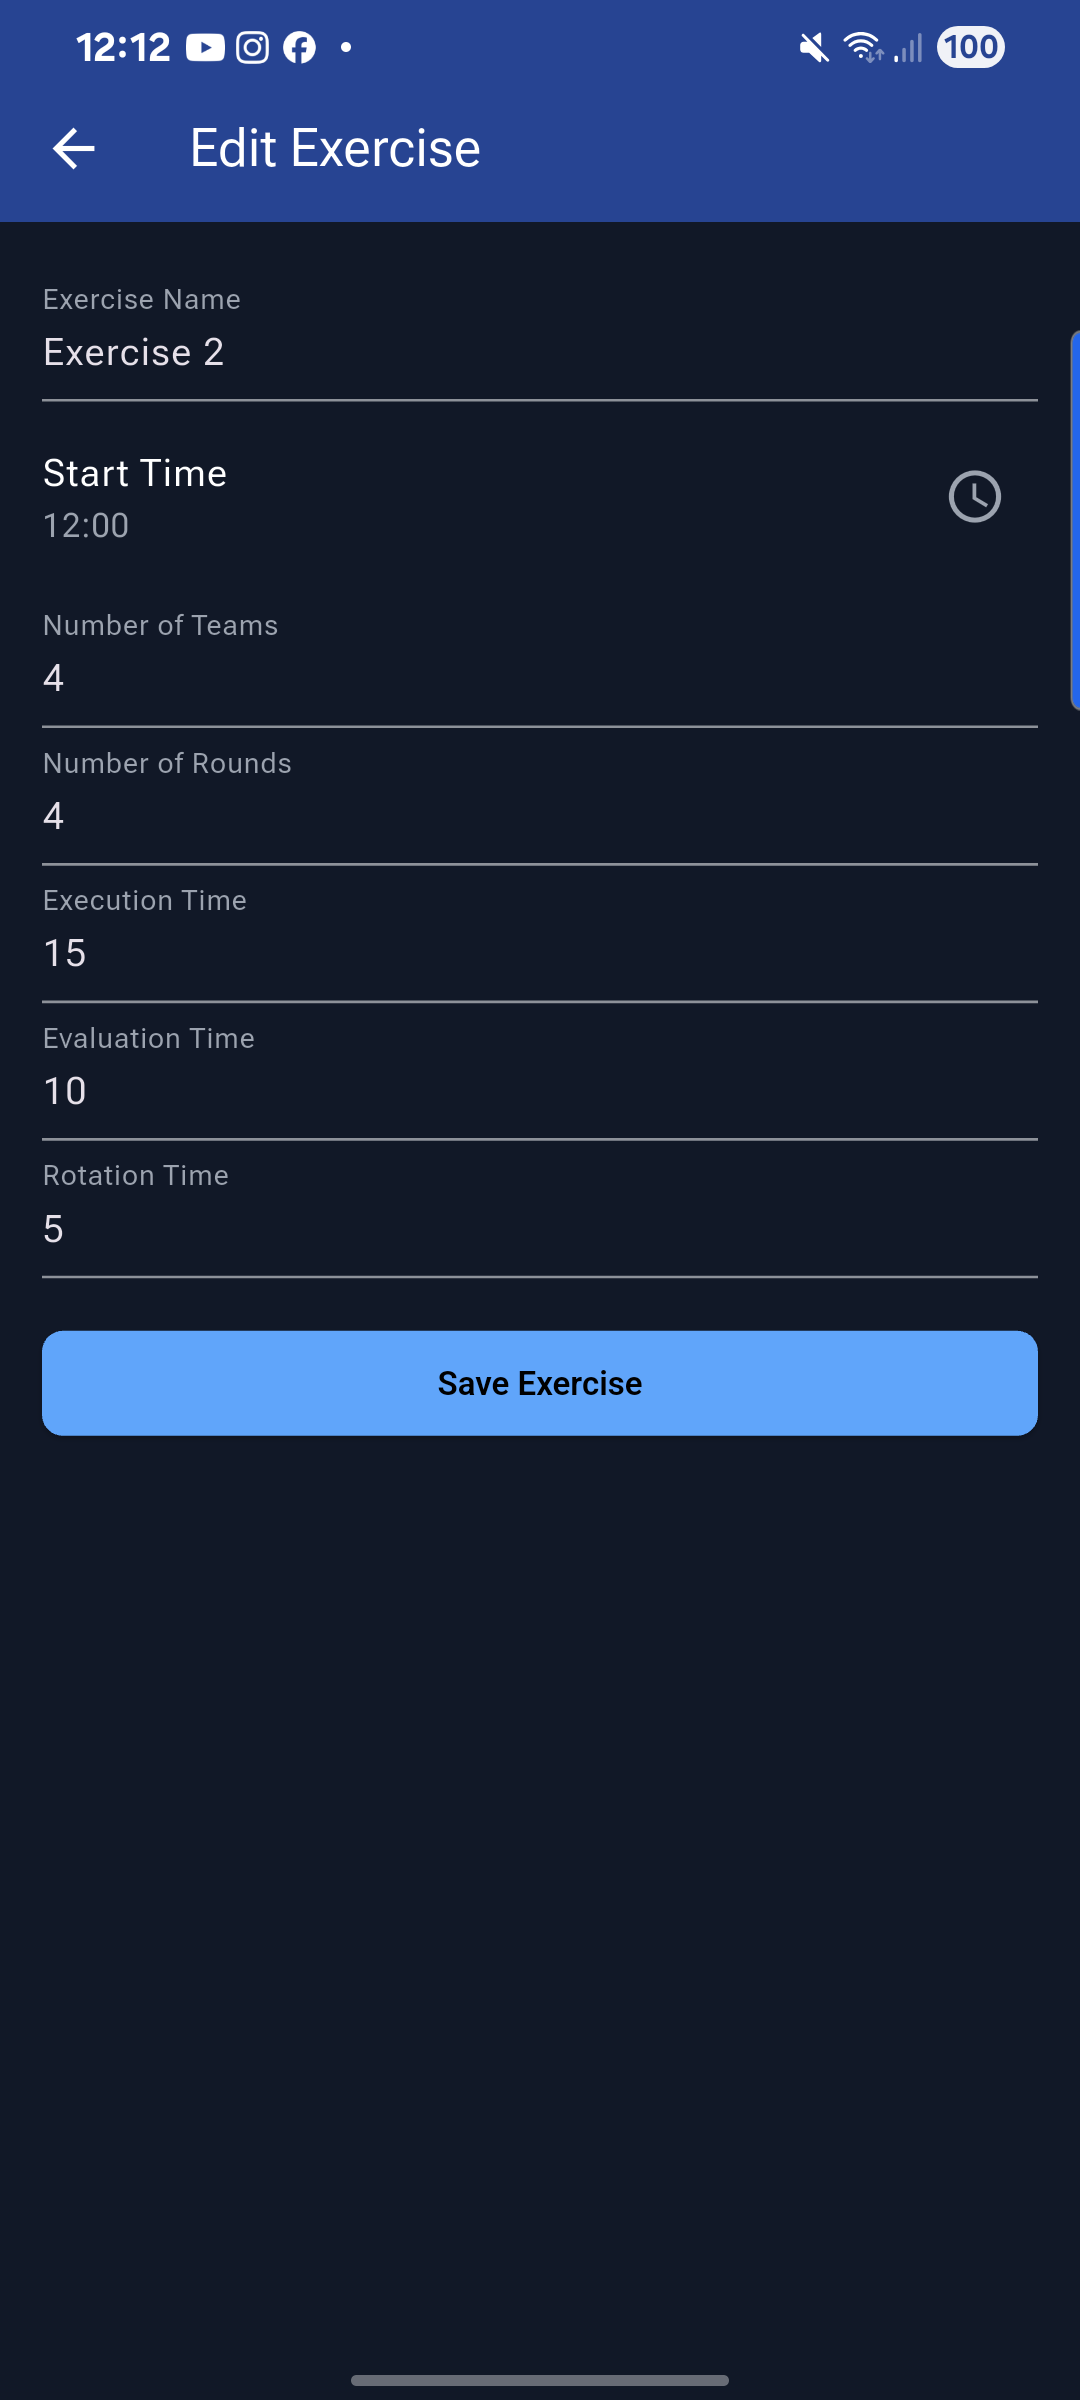 12:12
100
Edit Exercise
Exercise Name
Exercise 2
Start Time
12:00
Number of Teams
4
Number of Rounds
4
Execution Time
15
Evaluation Time
10
Rotation Time
5
Save Exercise